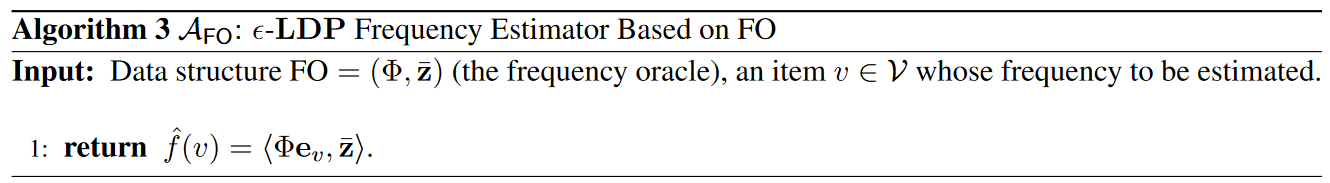 Algorithm 3 𝒜_FO: ϵ-LDP Frequency Estimator Based on FO
Input: Data structure FO = (Φ, z̄) (the frequency oracle), an item v ∈ 𝒱 whose frequency to be estimated.
1: return f̂(v) = ⟨Φe_v, z̄⟩.